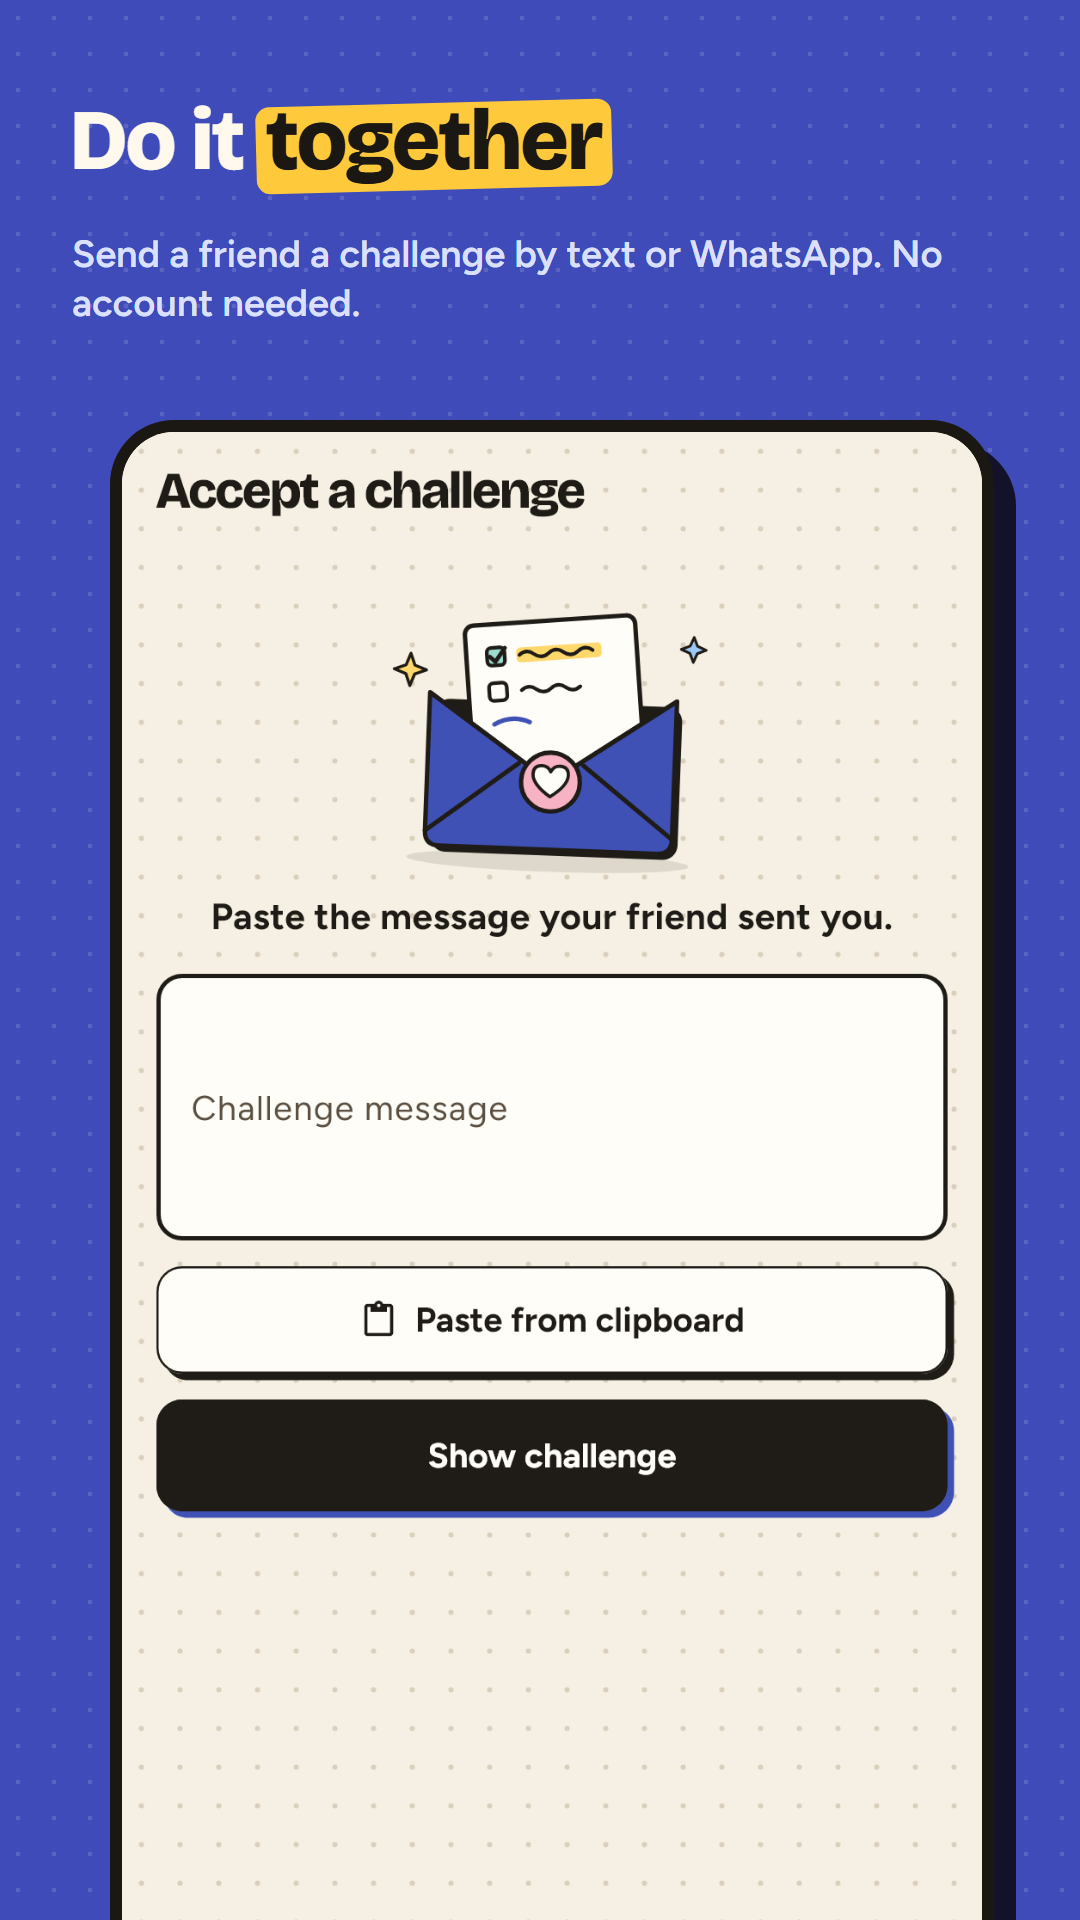 Do it together
Send a friend a challenge by text or WhatsApp. No
account needed.
Accept a challenge
Paste the message your friend sent you.
Challenge message
Paste from clipboard
Show challenge